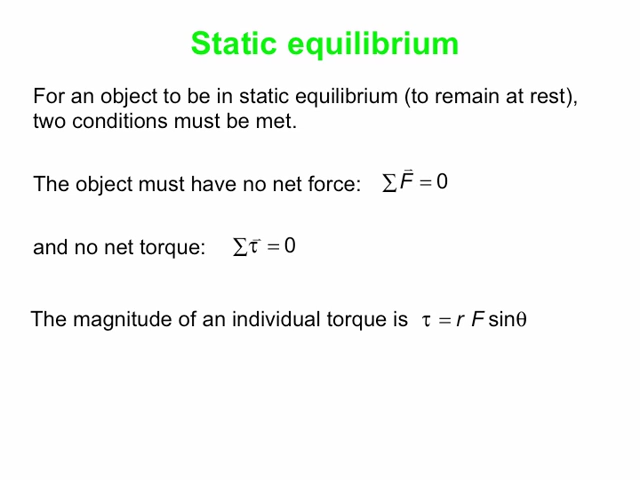 Static equilibrium
For an object to be in static equilibrium (to remain at rest),
two conditions must be met.
The object must have no net force: ∑F⃗ = 0
and no net torque: ∑τ⃗ = 0
The magnitude of an individual torque is τ = r F sinθ